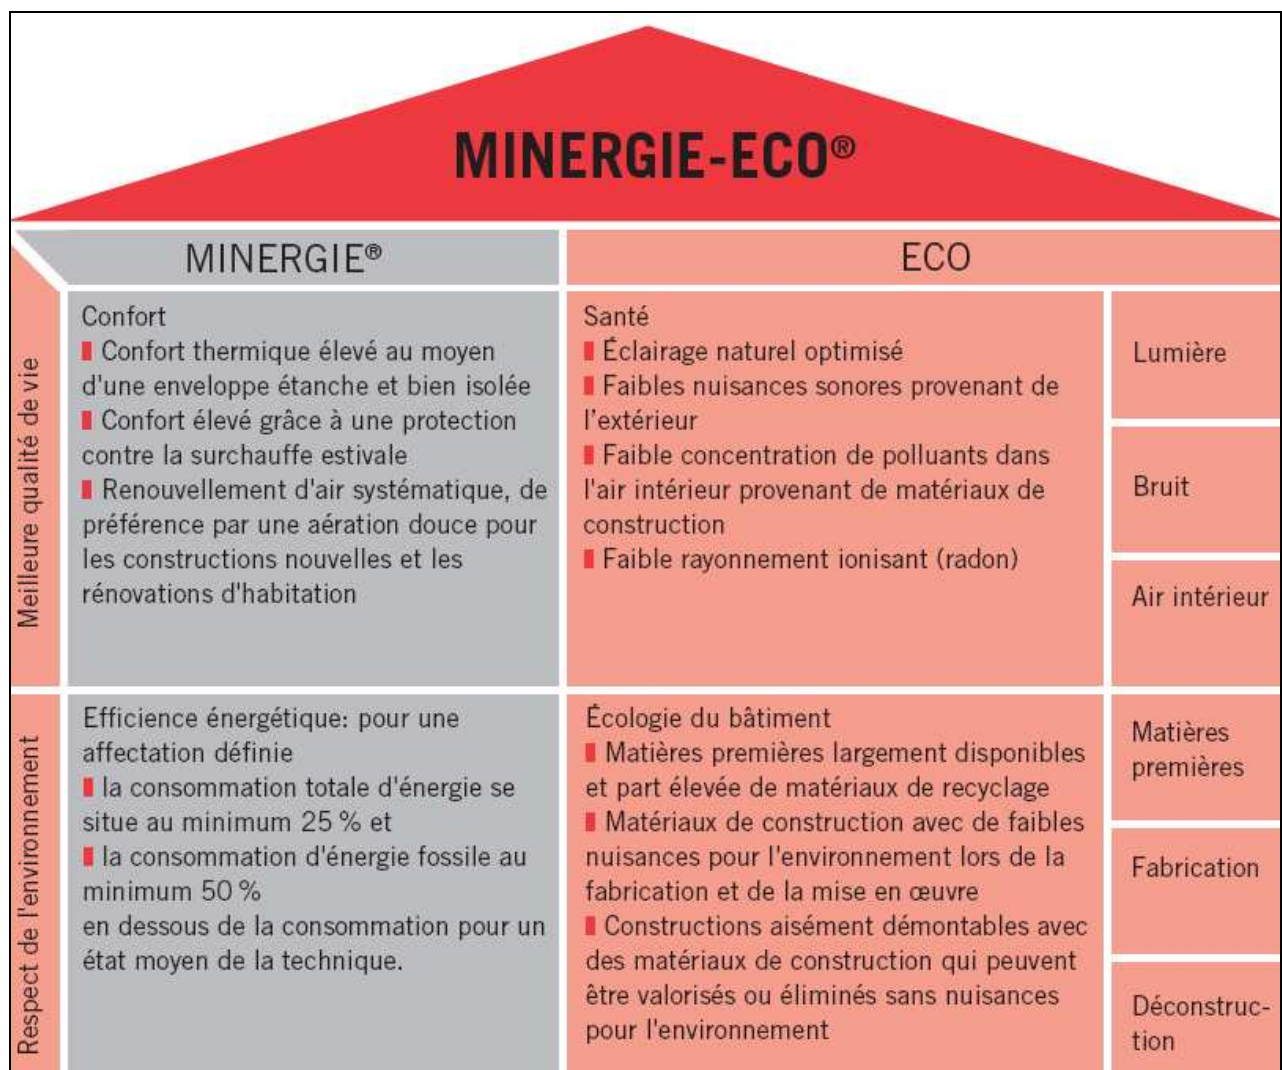 MINERGIE-ECO®
MINERGIE®
ECO
Meilleure qualité de vie
Confort
Confort thermique élevé au moyen
d'une enveloppe étanche et bien isolée
Confort élevé grâce à une protection
contre la surchauffe estivale
Renouvellement d'air systématique, de
préférence par une aération douce pour
les constructions nouvelles et les
rénovations d'habitation
Santé
Éclairage naturel optimisé
Faibles nuisances sonores provenant de
l'extérieur
Faible concentration de polluants dans
l'air intérieur provenant de matériaux de
construction
Faible rayonnement ionisant (radon)
Lumière
Bruit
Air intérieur
Respect de l'environnement
Efficience énergétique: pour une
affectation définie
la consommation totale d'énergie se
situe au minimum 25 % et
la consommation d'énergie fossile au
minimum 50 %
en dessous de la consommation pour un
état moyen de la technique.
Écologie du bâtiment
Matières premières largement disponibles
et part élevée de matériaux de recyclage
Matériaux de construction avec de faibles
nuisances pour l'environnement lors de la
fabrication et de la mise en œuvre
Constructions aisément démontables avec
des matériaux de construction qui peuvent
être valorisés ou éliminés sans nuisances
pour l'environnement
Matières
premières
Fabrication
Déconstruc-
tion